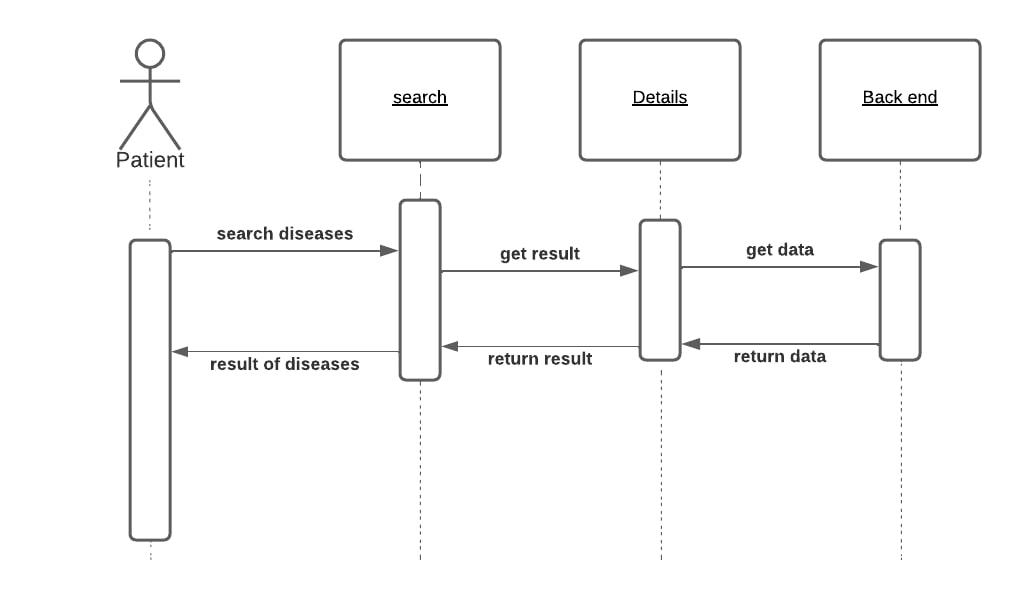 search
Details
Back end
Patient
search diseases
get result
get data
result of diseases
return result
return data